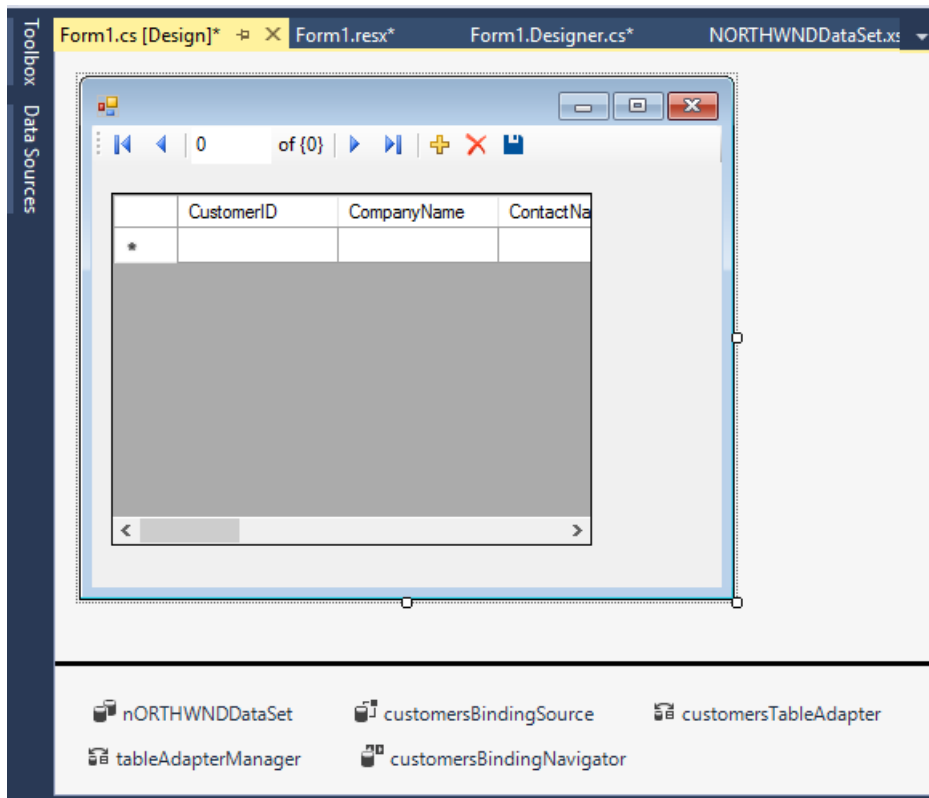 Toolbox
Data Sources
Form1.cs [Design]*
Form1.resx*
Form1.Designer.cs*
NORTHWNDDataSet.xs
0 of {0}
CustomerID CompanyName ContactNa
nORTHWNDDataSet customersBindingSource customersTableAdapter
tableAdapterManager customersBindingNavigator